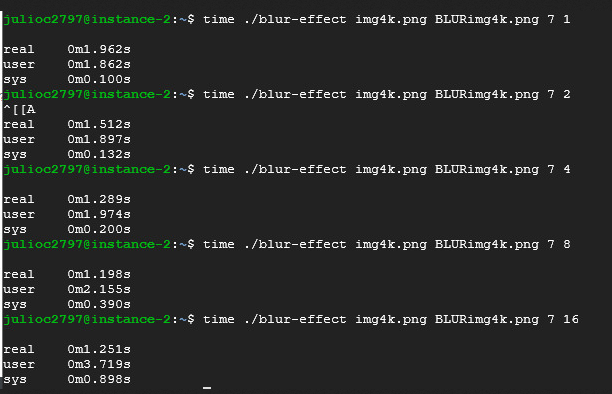 julioc2797@instance-2:~$ time ./blur-effect img4k.png BLURimg4k.png 7 1
real 0m1.962s
user 0m1.862s
sys 0m0.100s
julioc2797@instance-2:~$ time ./blur-effect img4k.png BLURimg4k.png 7 2
^[[A
real 0m1.512s
user 0m1.897s
sys 0m0.132s
julioc2797@instance-2:~$ time ./blur-effect img4k.png BLURimg4k.png 7 4
real 0m1.289s
user 0m1.974s
sys 0m0.200s
julioc2797@instance-2:~$ time ./blur-effect img4k.png BLURimg4k.png 7 8
real 0m1.198s
user 0m2.155s
sys 0m0.390s
julioc2797@instance-2:~$ time ./blur-effect img4k.png BLURimg4k.png 7 16
real 0m1.251s
user 0m3.719s
sys 0m0.898s